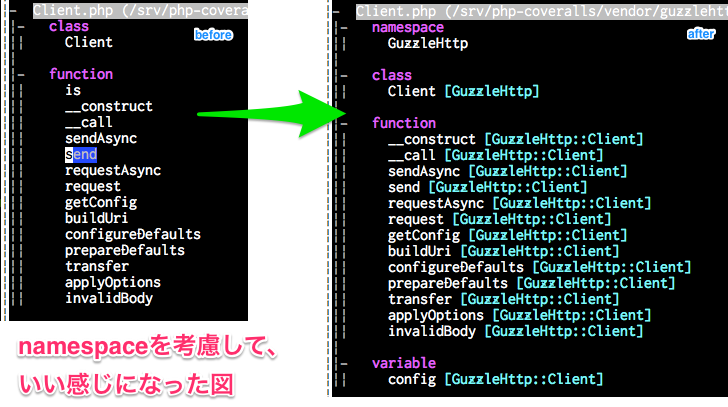 Client.php (/srv/php-coveralls/vendor/guzzlehtt
before
class
Client
function
is
__construct
__call
sendAsync
send
requestAsync
request
getConfig
buildUri
configureDefaults
prepareDefaults
transfer
applyOptions
invalidBody
namespaceを考慮して、
いい感じになった図
Client.php (/srv/php-coveralls/vendor/guzzleht
after
namespace
GuzzleHttp
class
Client [GuzzleHttp]
function
__construct [GuzzleHttp::Client]
__call [GuzzleHttp::Client]
sendAsync [GuzzleHttp::Client]
send [GuzzleHttp::Client]
requestAsync [GuzzleHttp::Client]
request [GuzzleHttp::Client]
getConfig [GuzzleHttp::Client]
buildUri [GuzzleHttp::Client]
configureDefaults [GuzzleHttp::Client]
prepareDefaults [GuzzleHttp::Client]
transfer [GuzzleHttp::Client]
applyOptions [GuzzleHttp::Client]
invalidBody [GuzzleHttp::Client]
variable
config [GuzzleHttp::Client]